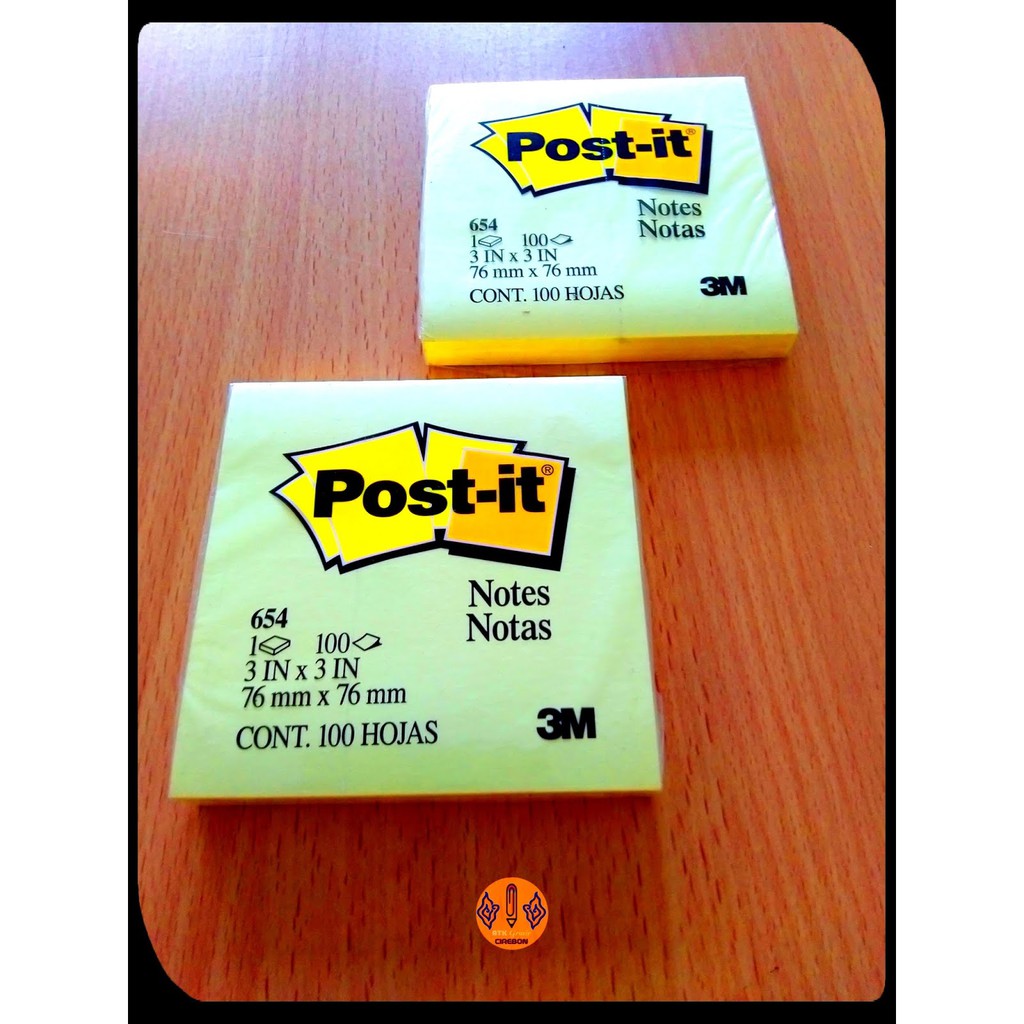 Post-it®
Notes
Notas
654
1 100
3 IN x 3 IN
76 mm x 76 mm
CONT. 100 HOJAS
3M
Post-it®
Notes
Notas
654
1 100
3 IN x 3 IN
76 mm x 76 mm
CONT. 100 HOJAS
3M
ATK Grosir
CIREBON